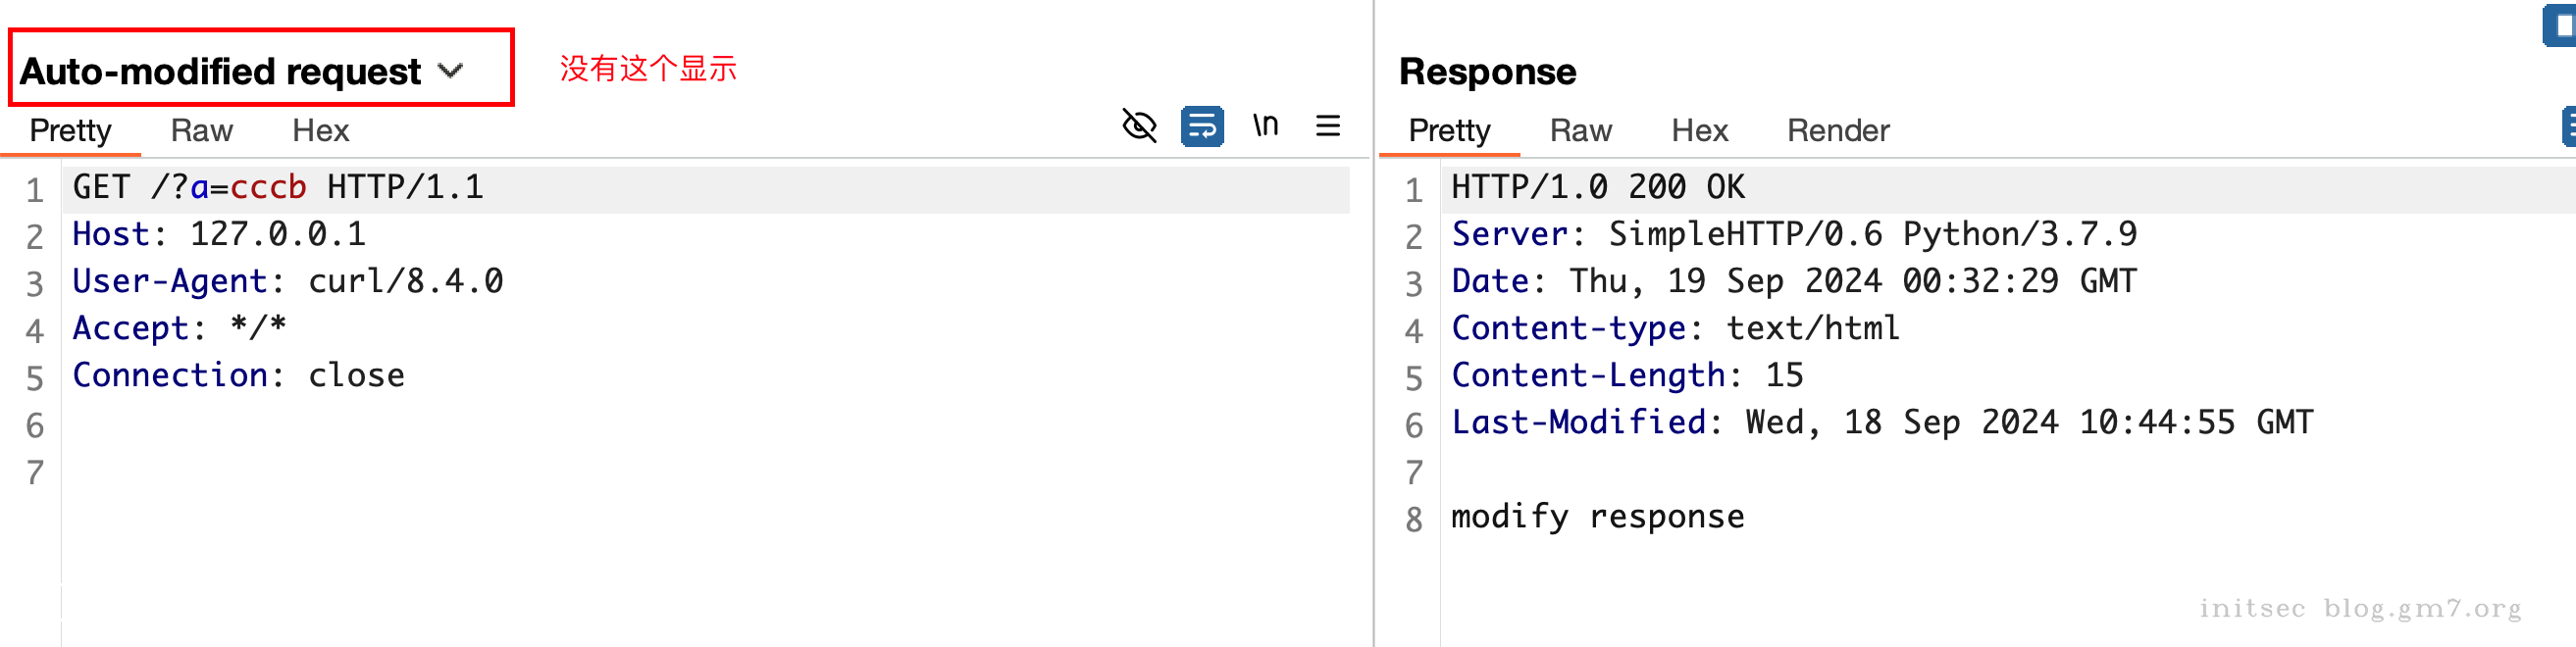 Auto-modified request
没有这个显示
Pretty Raw Hex
\n
1 GET /?a=cccb HTTP/1.1
2 Host: 127.0.0.1
3 User-Agent: curl/8.4.0
4 Accept: */*
5 Connection: close
6
7
Response
Pretty Raw Hex Render
1 HTTP/1.0 200 OK
2 Server: SimpleHTTP/0.6 Python/3.7.9
3 Date: Thu, 19 Sep 2024 00:32:29 GMT
4 Content-type: text/html
5 Content-Length: 15
6 Last-Modified: Wed, 18 Sep 2024 10:44:55 GMT
7
8 modify response
initsec blog.gm7.org